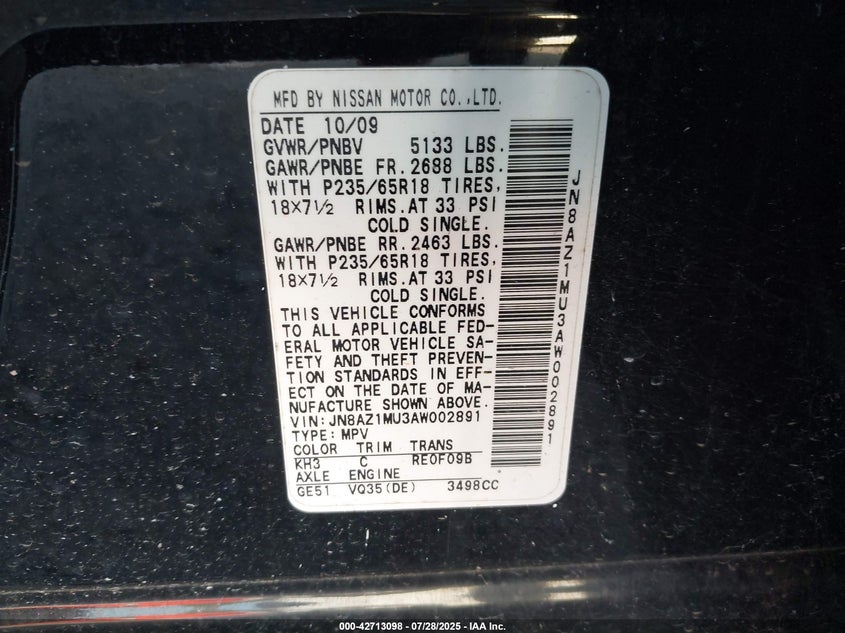 MFD BY NISSAN MOTOR CO.,LTD.
DATE 10/09
GVWR/PNBV 5133 LBS.
GAWR/PNBE FR. 2688 LBS.
WITH P235/65R18 TIRES,
18×7½ RIMS.AT 33 PSI
COLD SINGLE.
GAWR/PNBE RR. 2463 LBS.
WITH P235/65R18 TIRES,
18×7½ RIMS.AT 33 PSI
COLD SINGLE.
THIS VEHICLE CONFORMS
TO ALL APPLICABLE FED-
ERAL MOTOR VEHICLE SA-
FETY AND THEFT PREVEN-
TION STANDARDS IN EFF-
ECT ON THE DATE OF MA-
NUFACTURE SHOWN ABOVE.
VIN:JN8AZ1MU3AW002891
TYPE:MPV
COLOR TRIM TRANS
KH3 C RE0F09B
AXLE ENGINE
GE51 VQ35(DE) 3498CC
JN8AZ1MU3AW002891
000-42713098 - 07/28/2025 - IAA Inc.